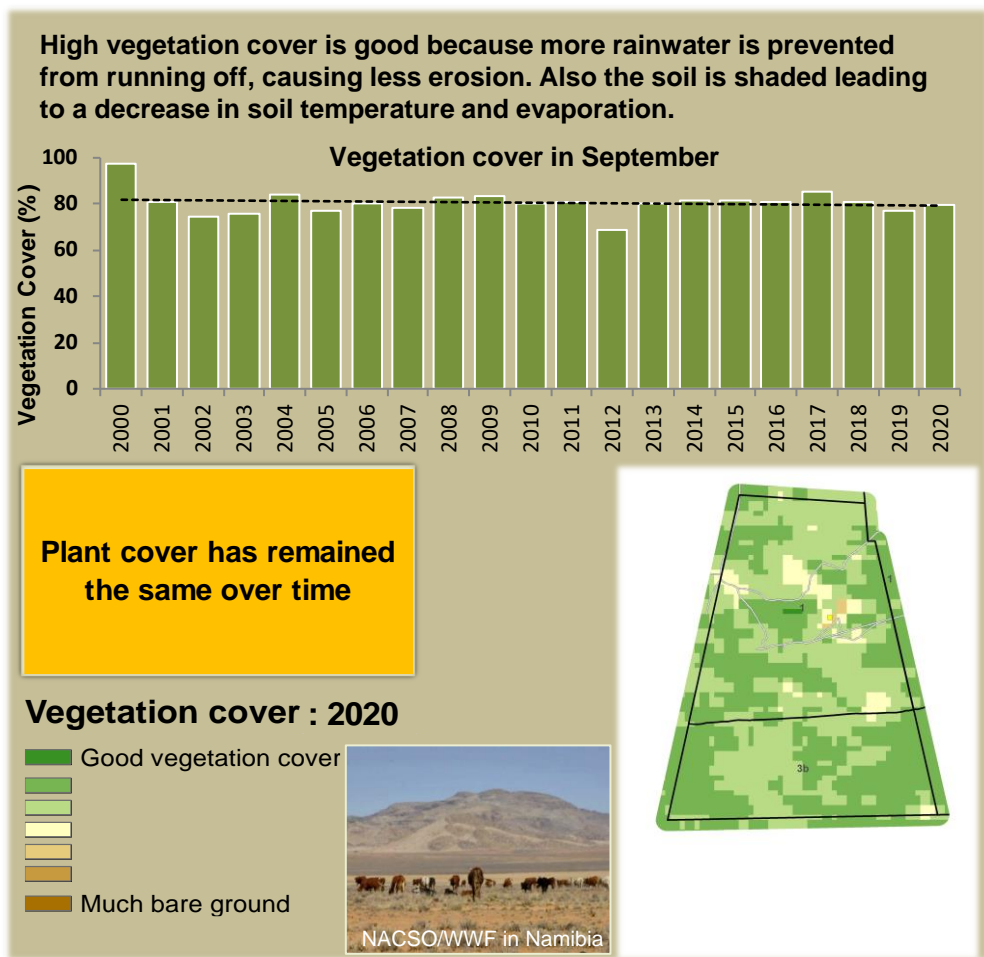 High vegetation cover is good because more rainwater is prevented
from running off, causing less erosion. Also the soil is shaded leading
to a decrease in soil temperature and evaporation.
Vegetation cover in September
Vegetation Cover (%)
100
80
60
40
20
0
2000
2001
2002
2003
2004
2005
2006
2007
2008
2009
2010
2011
2012
2013
2014
2015
2016
2017
2018
2019
2020
Plant cover has remained
the same over time
1
1
3b
Vegetation cover : 2020
Good vegetation cover
Much bare ground
NACSO/WWF in Namibia